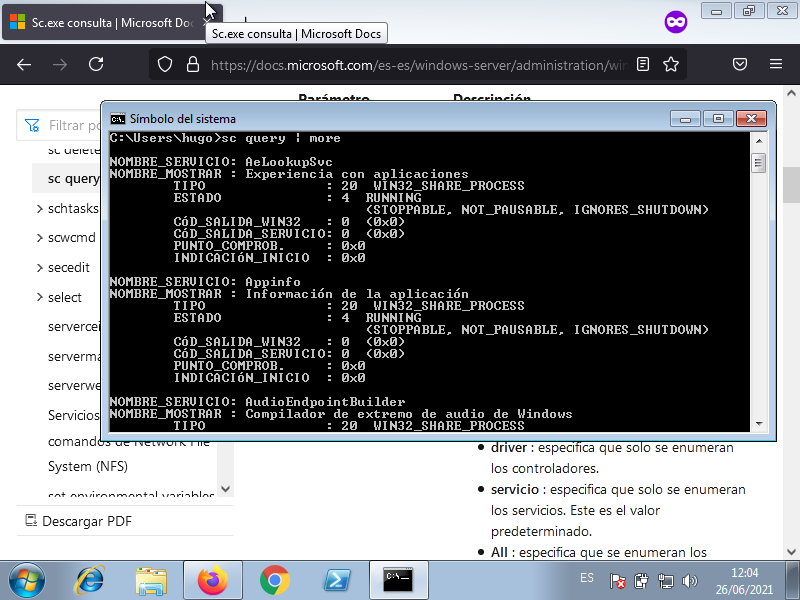 Sc.exe consulta | Microsoft Doc
Sc.exe consulta | Microsoft Docs
https://docs.microsoft.com/es-es/windows-server/administration/win
Parámetro
Descripción
Filtrar po
sc delete
sc query
schtasks
scwcmd
secedit
select
servercei
serverma
serverwe
Servicios
comandos de Network File
System (NFS)
set environmental variables
Descargar PDF
Símbolo del sistema
C:\Users\hugo>sc query | more
NOMBRE_SERVICIO: AeLookupSvc
NOMBRE_MOSTRAR : Experiencia con aplicaciones
TIPO : 20 WIN32_SHARE_PROCESS
ESTADO : 4 RUNNING
(STOPPABLE, NOT_PAUSABLE, IGNORES_SHUTDOWN)
CóD_SALIDA_WIN32 : 0 (0x0)
CóD_SALIDA_SERVICIO: 0 (0x0)
PUNTO_COMPROB. : 0x0
INDICACIóN_INICIO : 0x0
NOMBRE_SERVICIO: Appinfo
NOMBRE_MOSTRAR : Información de la aplicación
TIPO : 20 WIN32_SHARE_PROCESS
ESTADO : 4 RUNNING
(STOPPABLE, NOT_PAUSABLE, IGNORES_SHUTDOWN)
CóD_SALIDA_WIN32 : 0 (0x0)
CóD_SALIDA_SERVICIO: 0 (0x0)
PUNTO_COMPROB. : 0x0
INDICACIóN_INICIO : 0x0
NOMBRE_SERVICIO: AudioEndpointBuilder
NOMBRE_MOSTRAR : Compilador de extremo de audio de Windows
TIPO : 20 WIN32_SHARE_PROCESS
driver : especifica que solo se enumeran
los controladores.
servicio : especifica que solo se enumeran
los servicios. Este es el valor
predeterminado.
All : especifica que se enumeran los
C:\_
ES
12:04
26/06/2021